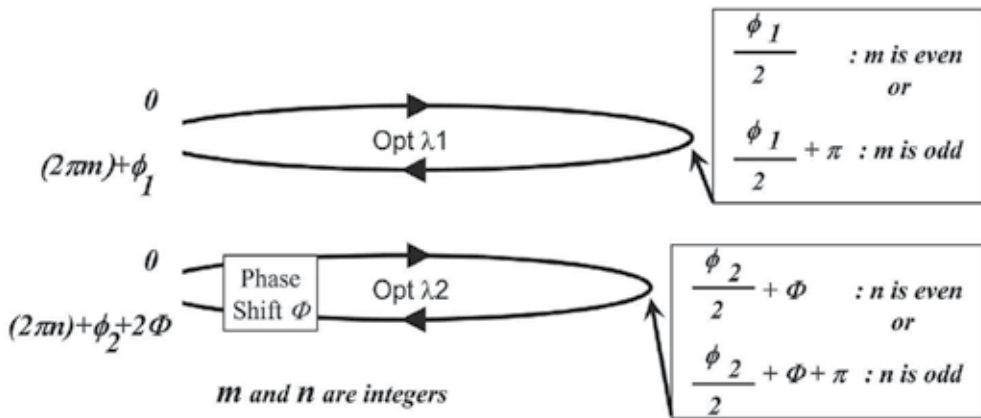 0
Opt λ1
(2πm)+ϕ₁
ϕ₁/2 : m is even
or
ϕ₁/2 + π : m is odd
0
Phase
Shift Φ
Opt λ2
(2πn)+ϕ₂+2Φ
ϕ₂/2 + Φ : n is even
or
ϕ₂/2 + Φ + π : n is odd
m and n are integers